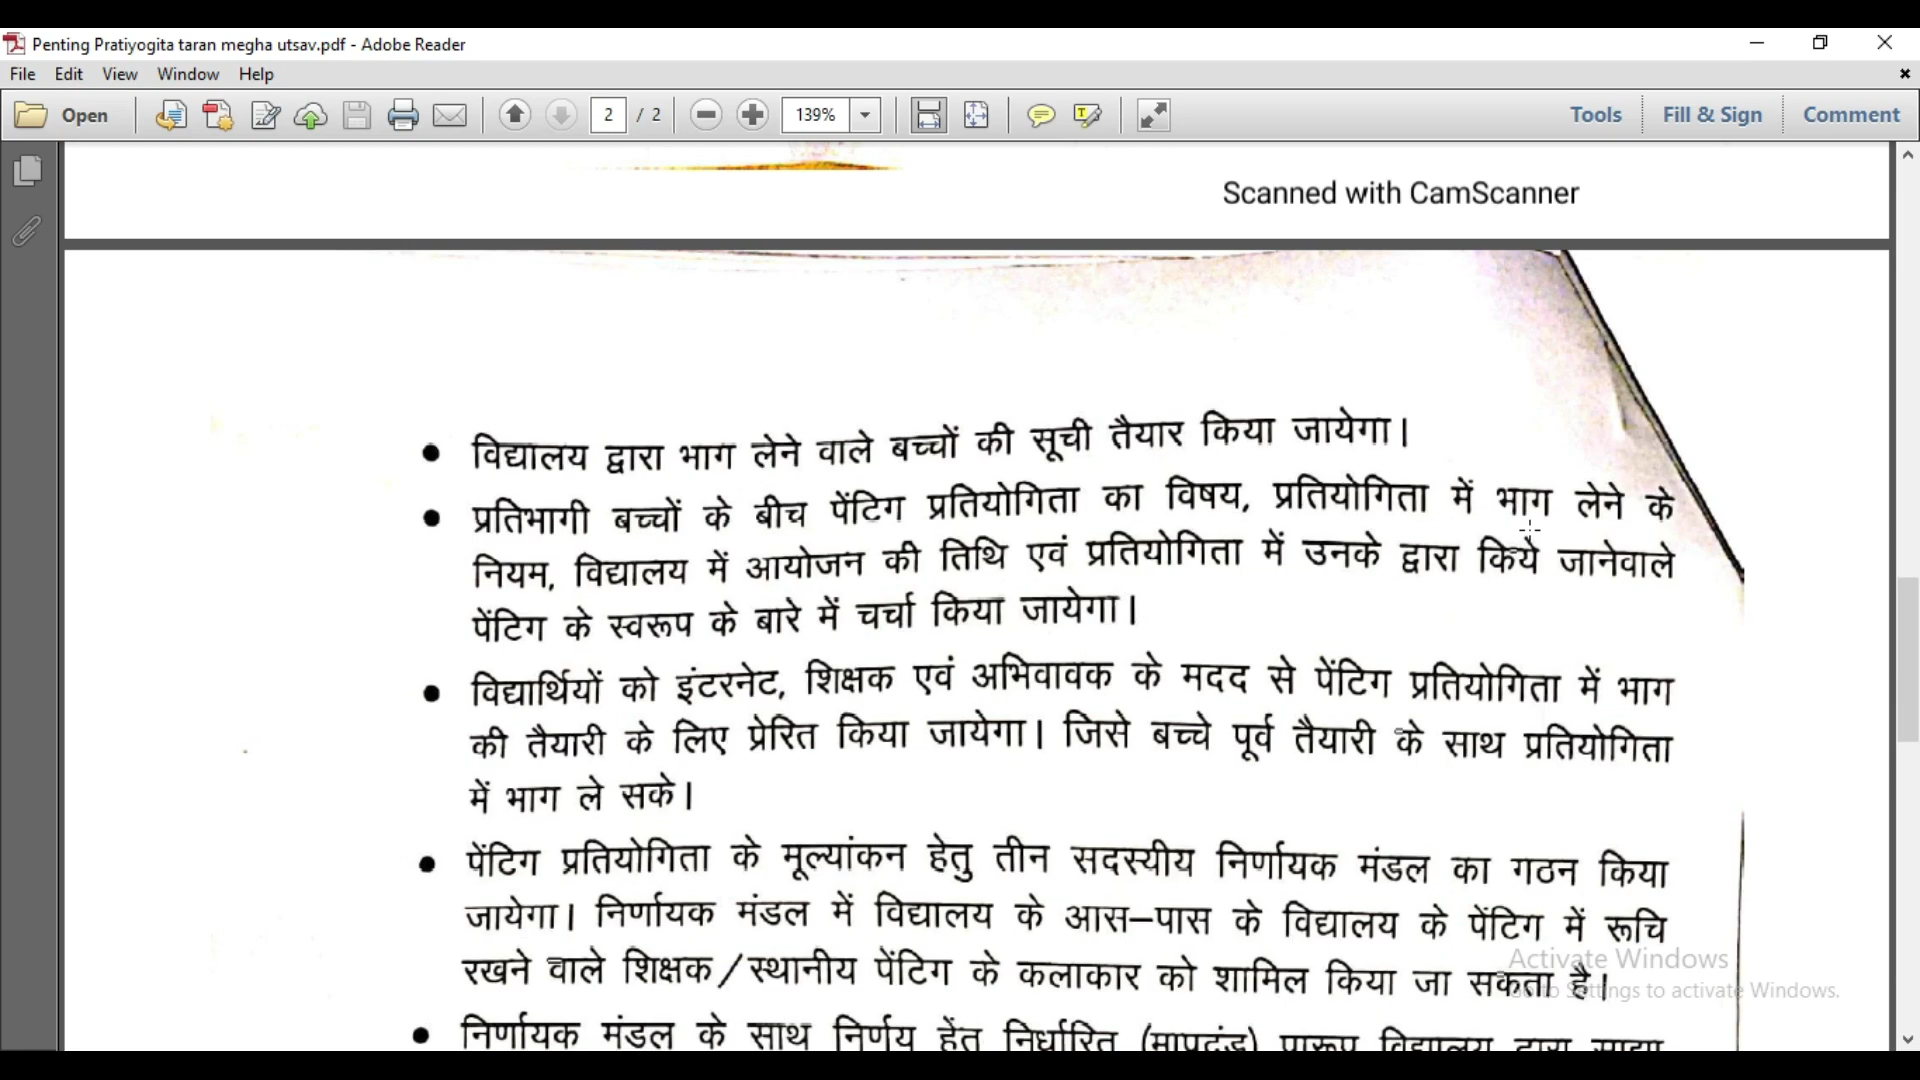 Penting Pratiyogita taran megha utsav.pdf - Adobe Reader
File Edit View Window Help
Open 2 / 2 139% Tools Fill & Sign Comment
Scanned with CamScanner
• विद्यालय द्वारा भाग लेने वाले बच्चों की सूची तैयार किया जायेगा।
• प्रतिभागी बच्चों के बीच पेंटिग प्रतियोगिता का विषय, प्रतियोगिता में भाग लेने के
नियम, विद्यालय में आयोजन की तिथि एवं प्रतियोगिता में उनके द्वारा किये जानेवाले
पेंटिग के स्वरूप के बारे में चर्चा किया जायेगा।
• विद्यार्थियों को इंटरनेट, शिक्षक एवं अभिवावक के मदद से पेंटिग प्रतियोगिता में भाग
की तैयारी के लिए प्रेरित किया जायेगा। जिसे बच्चे पूर्व तैयारी के साथ प्रतियोगिता
में भाग ले सके।
• पेंटिग प्रतियोगिता के मूल्यांकन हेतु तीन सदस्यीय निर्णायक मंडल का गठन किया
जायेगा। निर्णायक मंडल में विद्यालय के आस–पास के विद्यालय के पेंटिग में रूचि
रखने वाले शिक्षक/स्थानीय पेंटिग के कलाकार को शामिल किया जा सकता है।
Activate Windows
Go to Settings to activate Windows.
• निर्णायक मंडल के साथ निर्णय हेतु निर्धारित (मापदंड) प्रारूप विद्यालय द्वारा